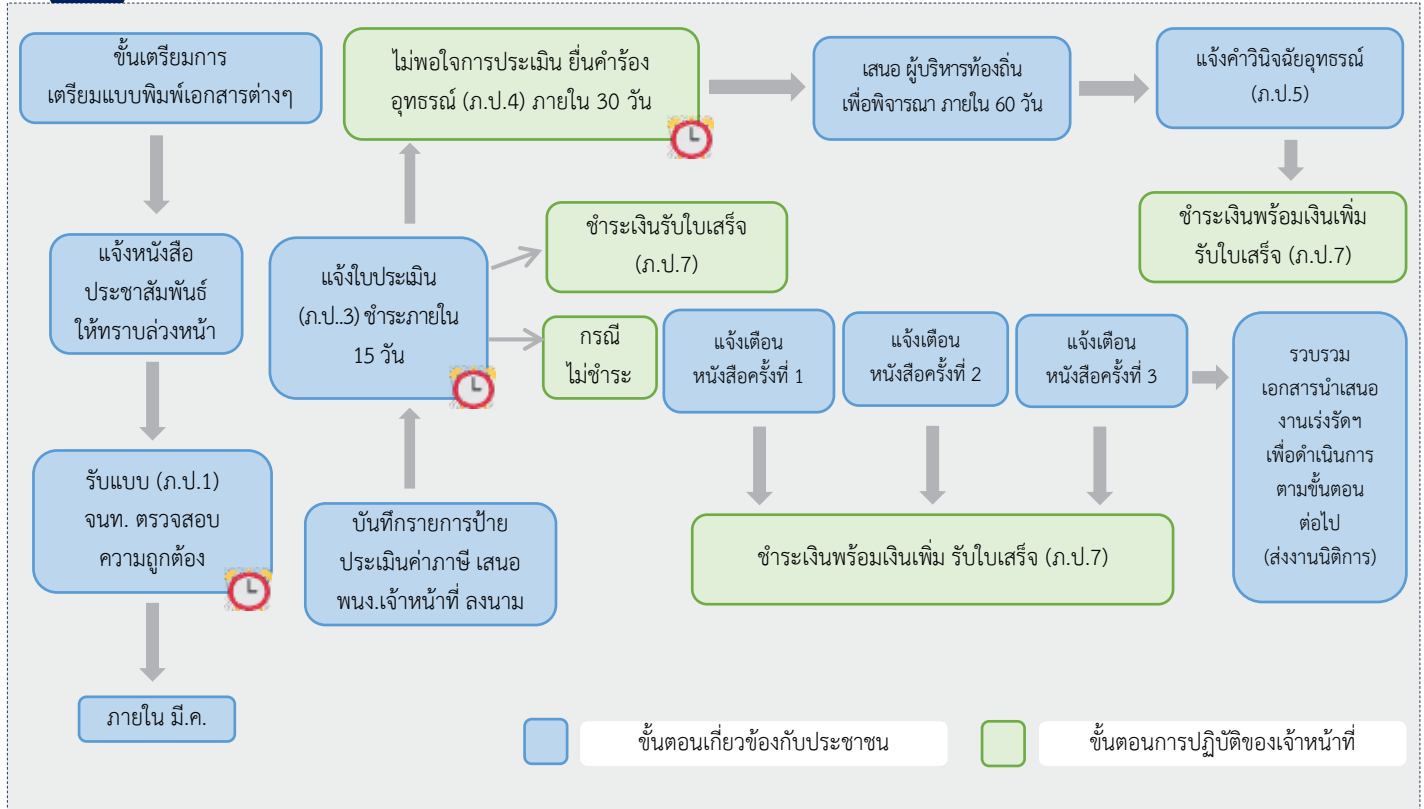 ขั้นเตรียมการ
เตรียมแบบพิมพ์เอกสารต่างๆ
ไม่พอใจการประเมิน ยื่นคำร้อง
อุทธรณ์ (ภ.ป.4) ภายใน 30 วัน
เสนอ ผู้บริหารท้องถิ่น
เพื่อพิจารณา ภายใน 60 วัน
แจ้งคำวินิจฉัยอุทธรณ์
(ภ.ป.5)
ชำระเงินพร้อมเงินเพิ่ม
รับใบเสร็จ (ภ.ป.7)
แจ้งหนังสือ
ประชาสัมพันธ์
ให้ทราบล่วงหน้า
แจ้งใบประเมิน
(ภ.ป..3) ชำระภายใน
15 วัน
ชำระเงินรับใบเสร็จ
(ภ.ป.7)
กรณี
ไม่ชำระ
แจ้งเตือน
หนังสือครั้งที่ 1
แจ้งเตือน
หนังสือครั้งที่ 2
แจ้งเตือน
หนังสือครั้งที่ 3
รวบรวม
เอกสารนำเสนอ
งานเร่งรัดฯ
เพื่อดำเนินการ
ตามขั้นตอน
ต่อไป
(ส่งงานนิติการ)
รับแบบ (ภ.ป.1)
จนท. ตรวจสอบ
ความถูกต้อง
บันทึกรายการป้าย
ประเมินค่าภาษี เสนอ
พนง.เจ้าหน้าที่ ลงนาม
ชำระเงินพร้อมเงินเพิ่ม รับใบเสร็จ (ภ.ป.7)
ภายใน มี.ค.
ขั้นตอนเกี่ยวข้องกับประชาชน
ขั้นตอนการปฏิบัติของเจ้าหน้าที่